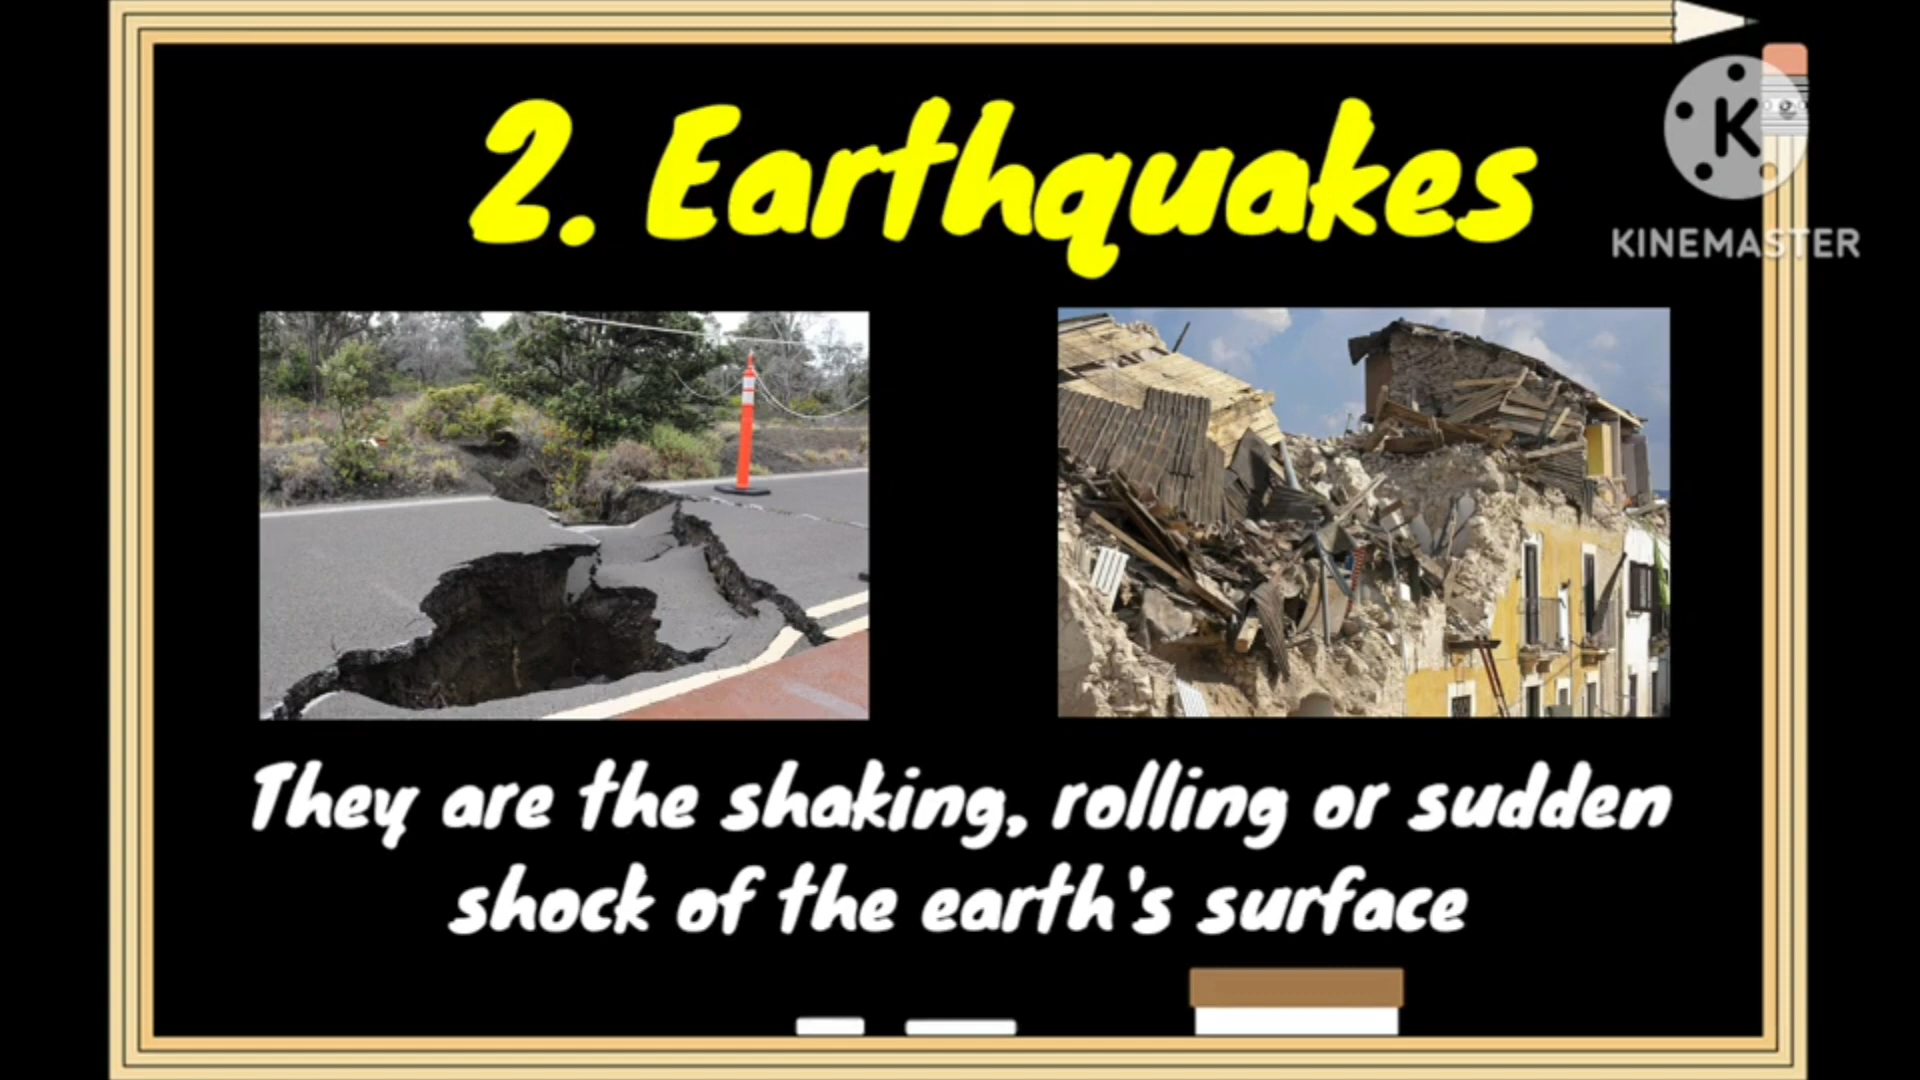 2. Earthquakes
K
KINEMASTER
They are the shaking, rolling or sudden
shock of the earth's surface